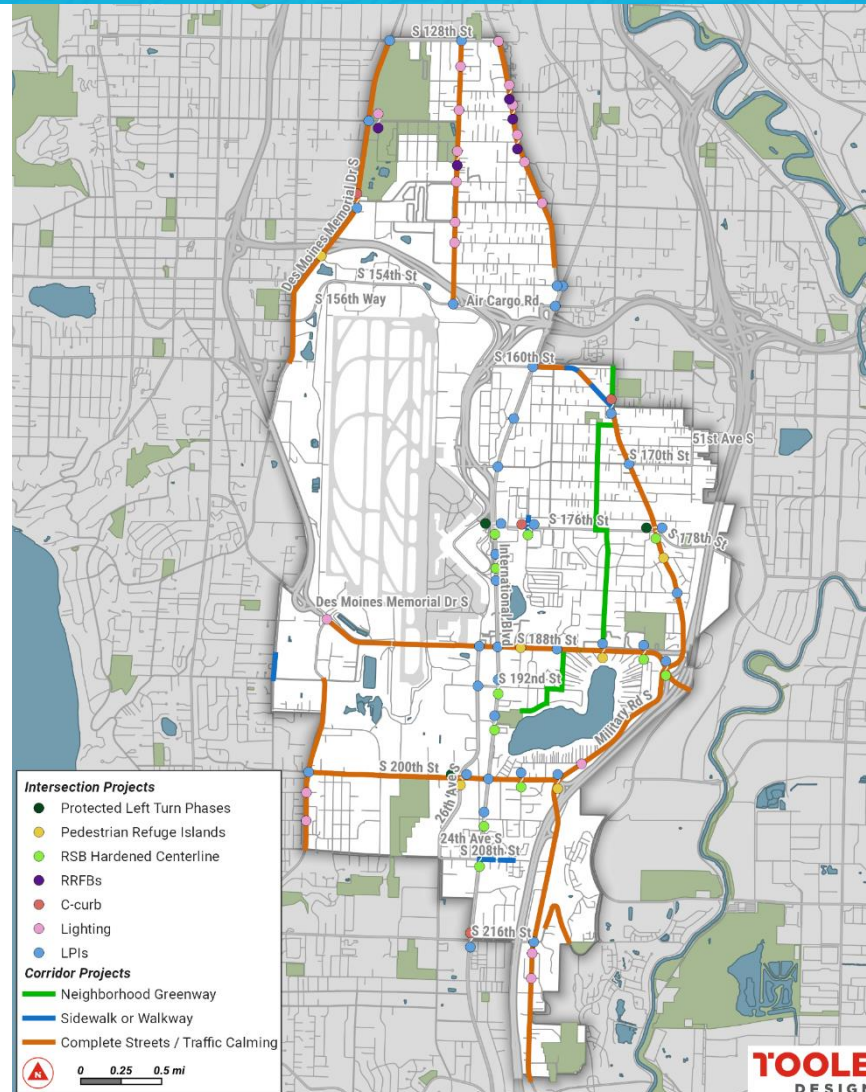 S 128th St
Des Moines Memorial Dr S
S 154th St
S 156th Way
Air Cargo Rd
S 160th St
51st Ave S
S 170th St
S 176th St
S 178th St
International Blvd
Des Moines Memorial Dr S
S 188th St
S 192nd St
Military Rd S
S 200th St
26th Ave S
24th Ave S
S 208th St
S 216th St
Intersection Projects
Protected Left Turn Phases
Pedestrian Refuge Islands
RSB Hardened Centerline
RRFBs
C-curb
Lighting
LPIs
Corridor Projects
Neighborhood Greenway
Sidewalk or Walkway
Complete Streets / Traffic Calming
N
0 0.25 0.5 mi
TOOLE
DESIGN